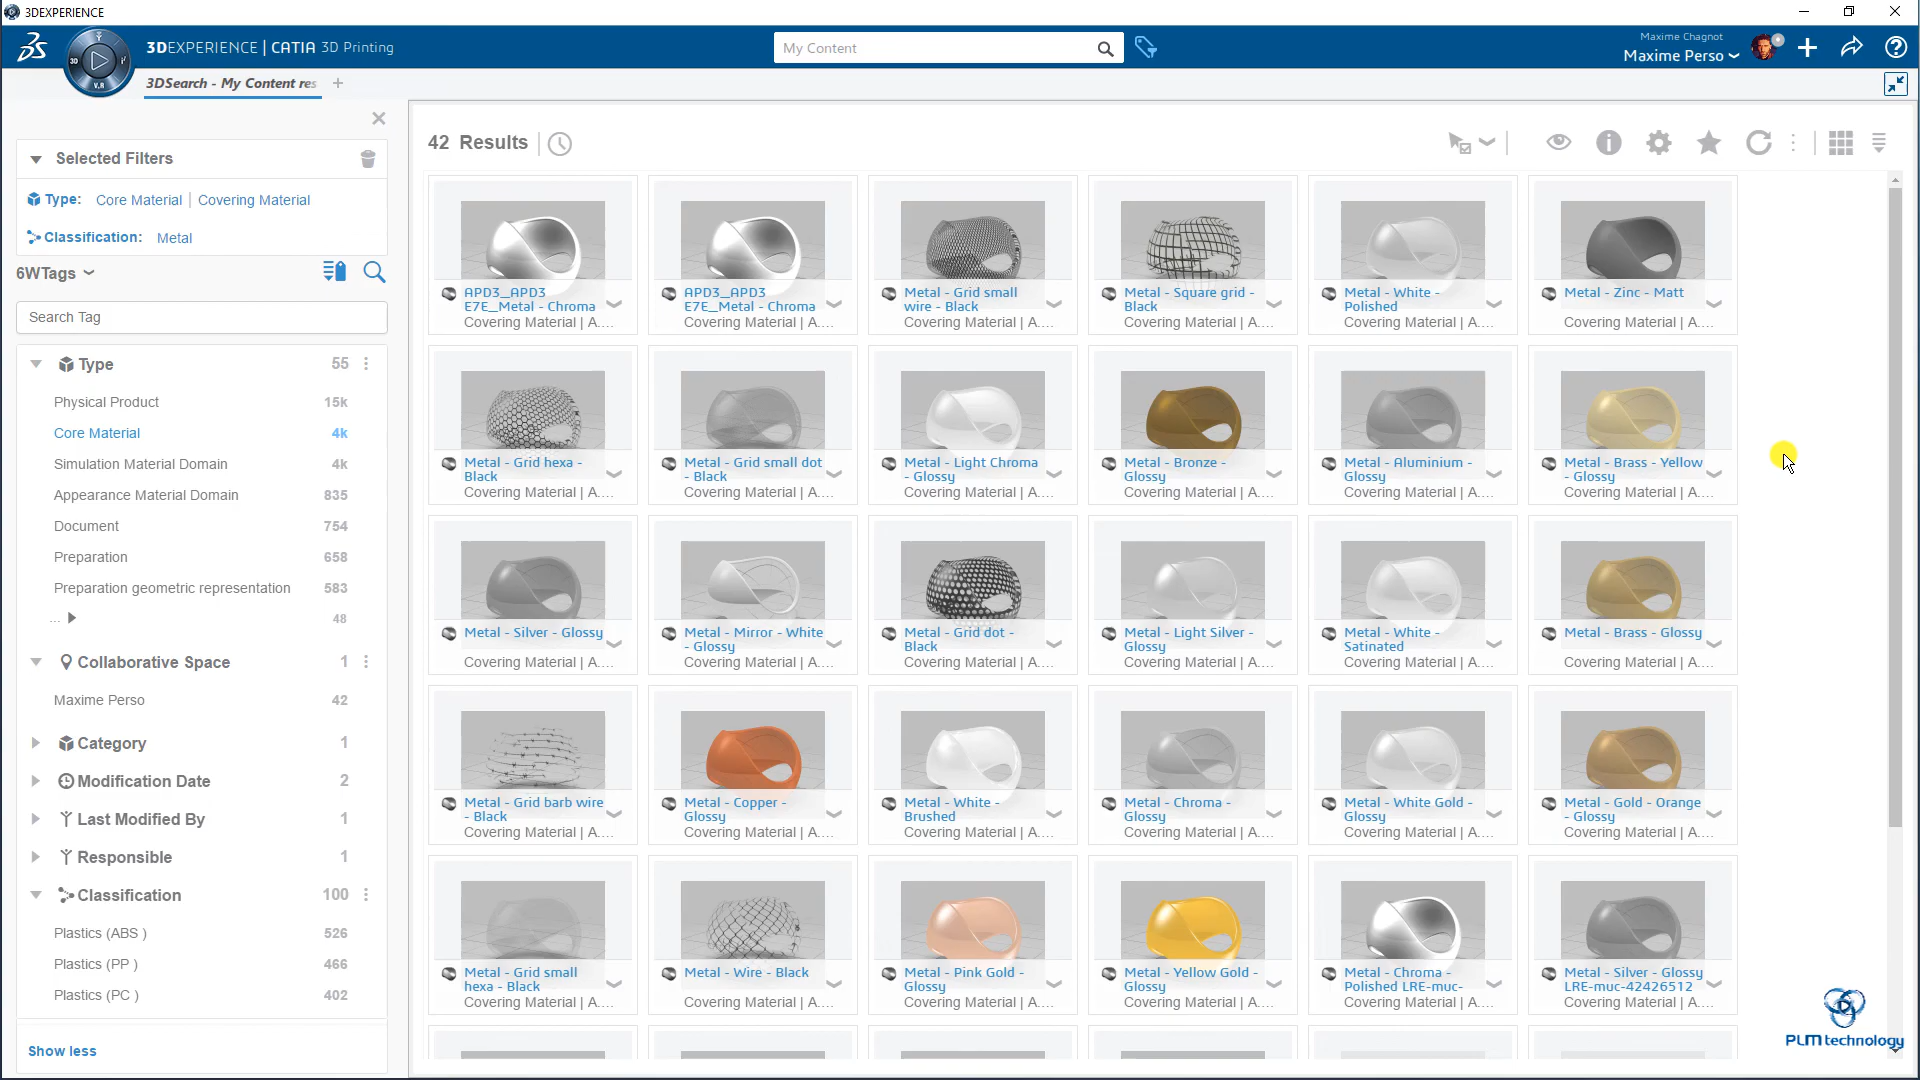 3DEXPERIENCE
3DEXPERIENCE | CATIA 3D Printing
My Content
Maxime Chagnot
Maxime Perso
3D
V.R
3DSearch - My Content res
42 Results
Selected Filters
Type: Core Material | Covering Material
Classification: Metal
6WTags
Search Tag
Type 55
Physical Product 15k
Core Material 4k
Simulation Material Domain 4k
Appearance Material Domain 835
Document 754
Preparation 658
Preparation geometric representation 583
... 48
Collaborative Space 1
Maxime Perso 42
Category 1
Modification Date 2
Last Modified By 1
Responsible 1
Classification 100
Plastics (ABS ) 526
Plastics (PP ) 466
Plastics (PC ) 402
Show less
APD3_APD3
E7E_Metal - Chroma
Covering Material | A....
APD3_APD3
E7E_Metal - Chroma
Covering Material | A....
Metal - Grid small
wire - Black
Covering Material | A....
Metal - Square grid -
Black
Covering Material | A....
Metal - White -
Polished
Covering Material | A....
Metal - Zinc - Matt
Covering Material | A....
Metal - Grid hexa -
Black
Covering Material | A....
Metal - Grid small dot
- Black
Covering Material | A....
Metal - Light Chroma
- Glossy
Covering Material | A....
Metal - Bronze -
Glossy
Covering Material | A....
Metal - Aluminium -
Glossy
Covering Material | A....
Metal - Brass - Yellow
- Glossy
Covering Material | A....
Metal - Silver - Glossy
Covering Material | A....
Metal - Mirror - White
- Glossy
Covering Material | A....
Metal - Grid dot -
Black
Covering Material | A....
Metal - Light Silver -
Glossy
Covering Material | A....
Metal - White -
Satinated
Covering Material | A....
Metal - Brass - Glossy
Covering Material | A....
Metal - Grid barb wire
- Black
Covering Material | A....
Metal - Copper -
Glossy
Covering Material | A....
Metal - White -
Brushed
Covering Material | A....
Metal - Chroma -
Glossy
Covering Material | A....
Metal - White Gold -
Glossy
Covering Material | A....
Metal - Gold - Orange
- Glossy
Covering Material | A....
Metal - Grid small
hexa - Black
Covering Material | A....
Metal - Wire - Black
Covering Material | A....
Metal - Pink Gold -
Glossy
Covering Material | A....
Metal - Yellow Gold -
Glossy
Covering Material | A....
Metal - Chroma -
Polished LRE-muc-
Covering Material | A....
Metal - Silver - Glossy
LRE-muc-42426512
Covering Material | A....
PLM technology